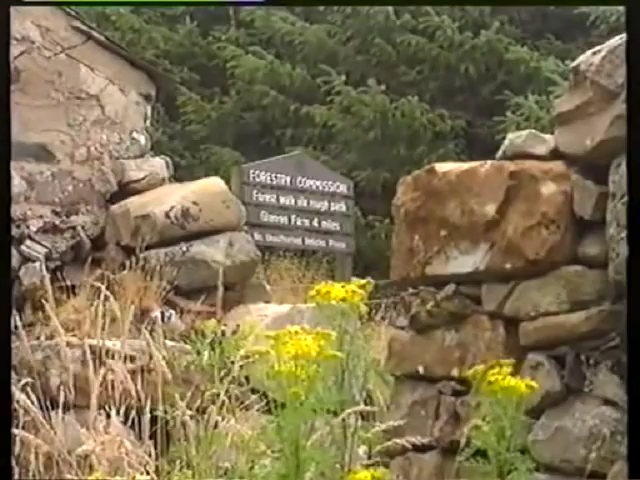 FORESTRY COMMISSION
Forest walk via rough path
Farm 4 miles
No Unauthorised Vehicles Please